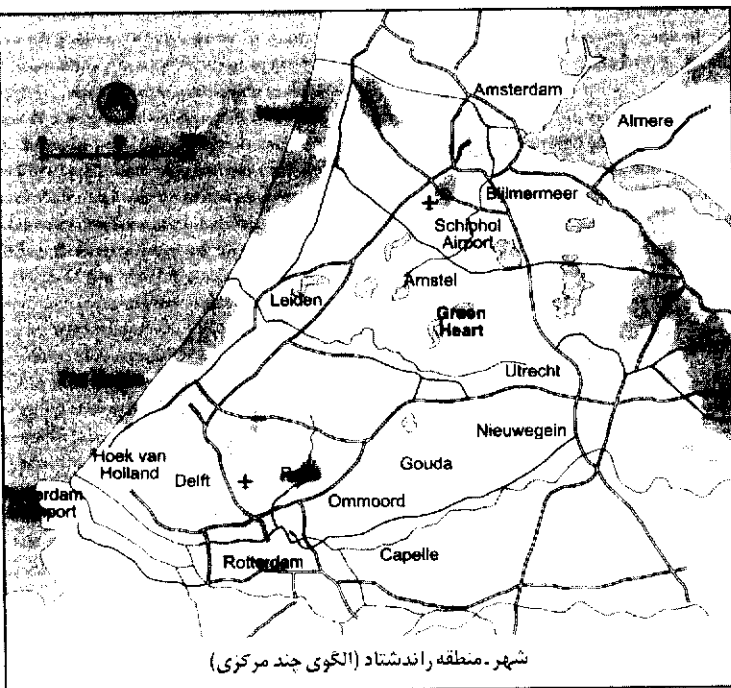 Amsterdam
Almere
Bijlmermeer
Schiphol
Airport
Amstel
Leiden
Green
Heart
Utrecht
Nieuwegein
Hoek van
Holland
Delft
Gouda
Ommoord
Capelle
Rotterdam
شهر ـ منطقه راندشتاد (الگوی چند مرکزی)